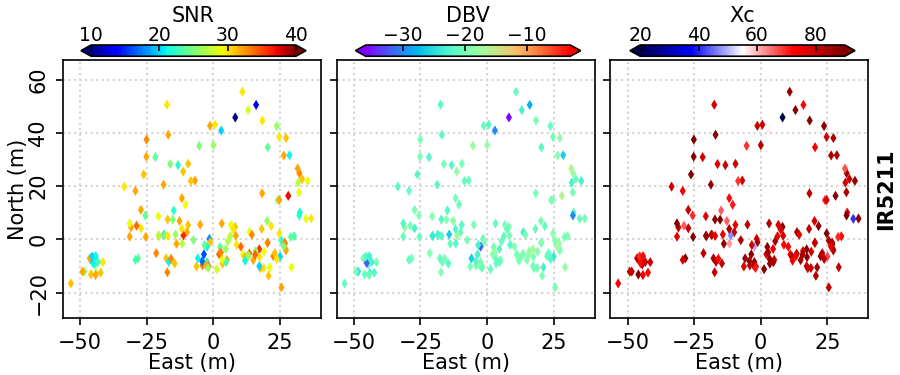 SNR DBV Xc
10 20 30 40 −30 −20 −10 20 40 60 80
60
40
20
0
−20
North (m)
IR5211
−50 −25 0 25 −50 −25 0 25 −50 −25 0 25
East (m) East (m) East (m)